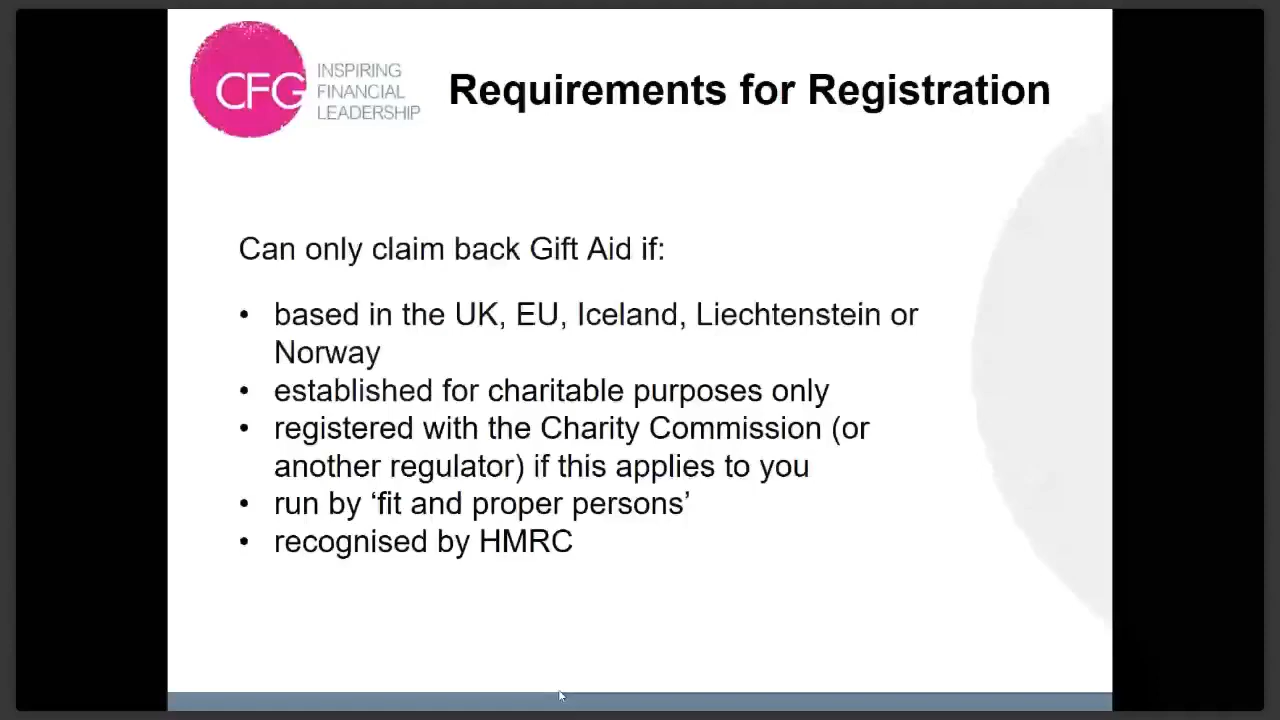 CFG
INSPIRING
FINANCIAL
LEADERSHIP
Requirements for Registration
Can only claim back Gift Aid if:
• based in the UK, EU, Iceland, Liechtenstein or
Norway
• established for charitable purposes only
• registered with the Charity Commission (or
another regulator) if this applies to you
• run by ‘fit and proper persons’
• recognised by HMRC